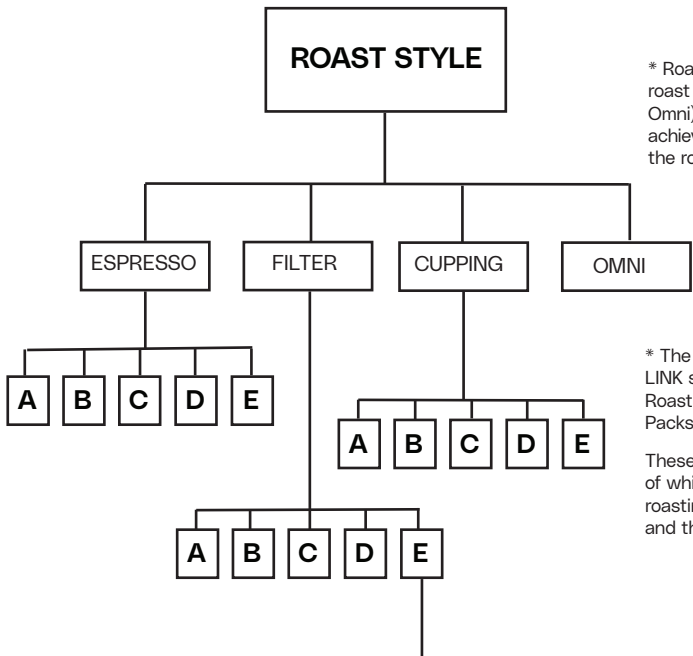 ROAST STYLE
* Roa
roast
Omni)
achiev
the ro
ESPRESSO FILTER CUPPING OMNI
A B C D E
* The
LINK s
Roast
Packs
A B C D E
These
of whi
roastin
and th
A B C D E